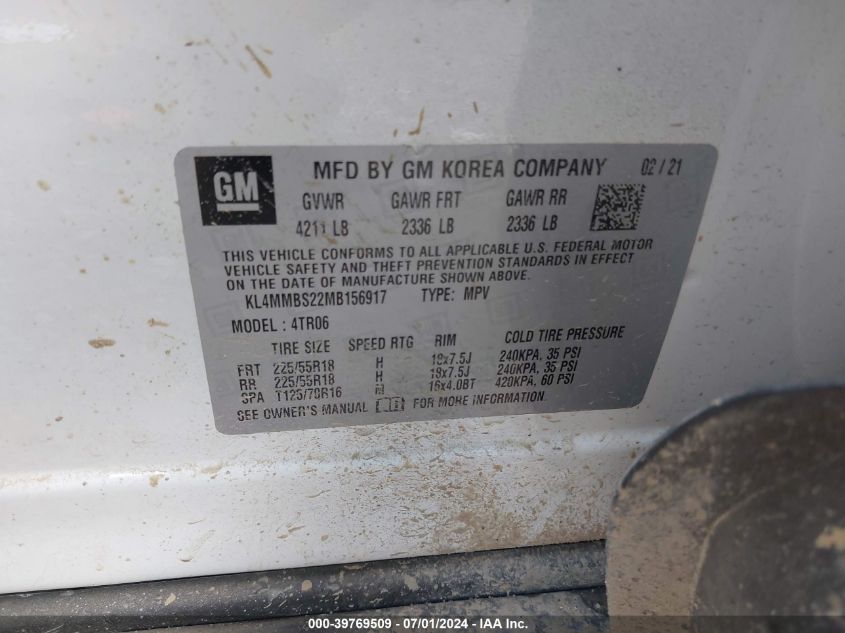 GM MFD BY GM KOREA COMPANY 02/21
GVWR GAWR FRT GAWR RR
4211 LB 2336 LB 2336 LB
THIS VEHICLE CONFORMS TO ALL APPLICABLE U.S. FEDERAL MOTOR
VEHICLE SAFETY AND THEFT PREVENTION STANDARDS IN EFFECT
ON THE DATE OF MANUFACTURE SHOWN ABOVE.
KL4MMBS22MB156917 TYPE: MPV
MODEL: 4TR06
TIRE SIZE SPEED RTG RIM COLD TIRE PRESSURE
FRT 225/55R18 H 18x7.5J 240KPA, 35 PSI
RR 225/55R18 H 18x7.5J 240KPA, 35 PSI
SPA T125/70R16 M 16x4.0BT 420KPA, 60 PSI
SEE OWNER'S MANUAL FOR MORE INFORMATION.
000-39769509 - 07/01/2024 - IAAI.com